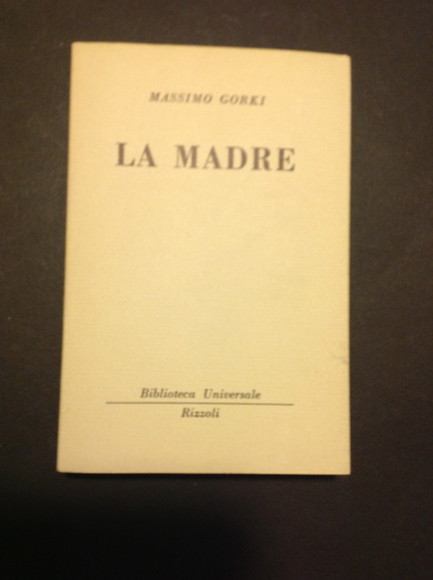 MASSIMO GORKI
LA MADRE
Biblioteca Universale
Rizzoli